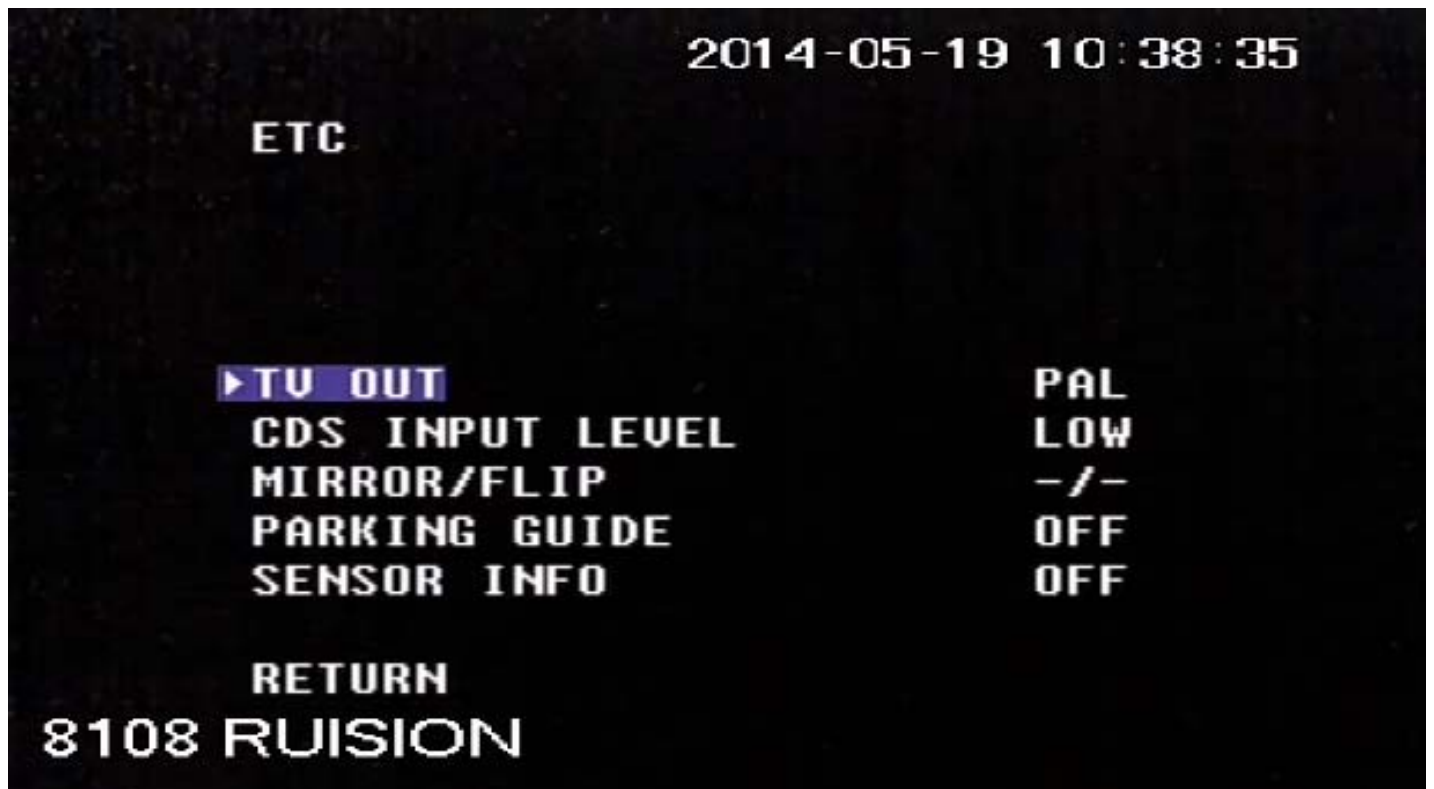 2014-05-19 10:38:35
ETC
▶TV OUT PAL
CDS INPUT LEVEL LOW
MIRROR/FLIP -/-
PARKING GUIDE OFF
SENSOR INFO OFF
RETURN
8108 RUISION